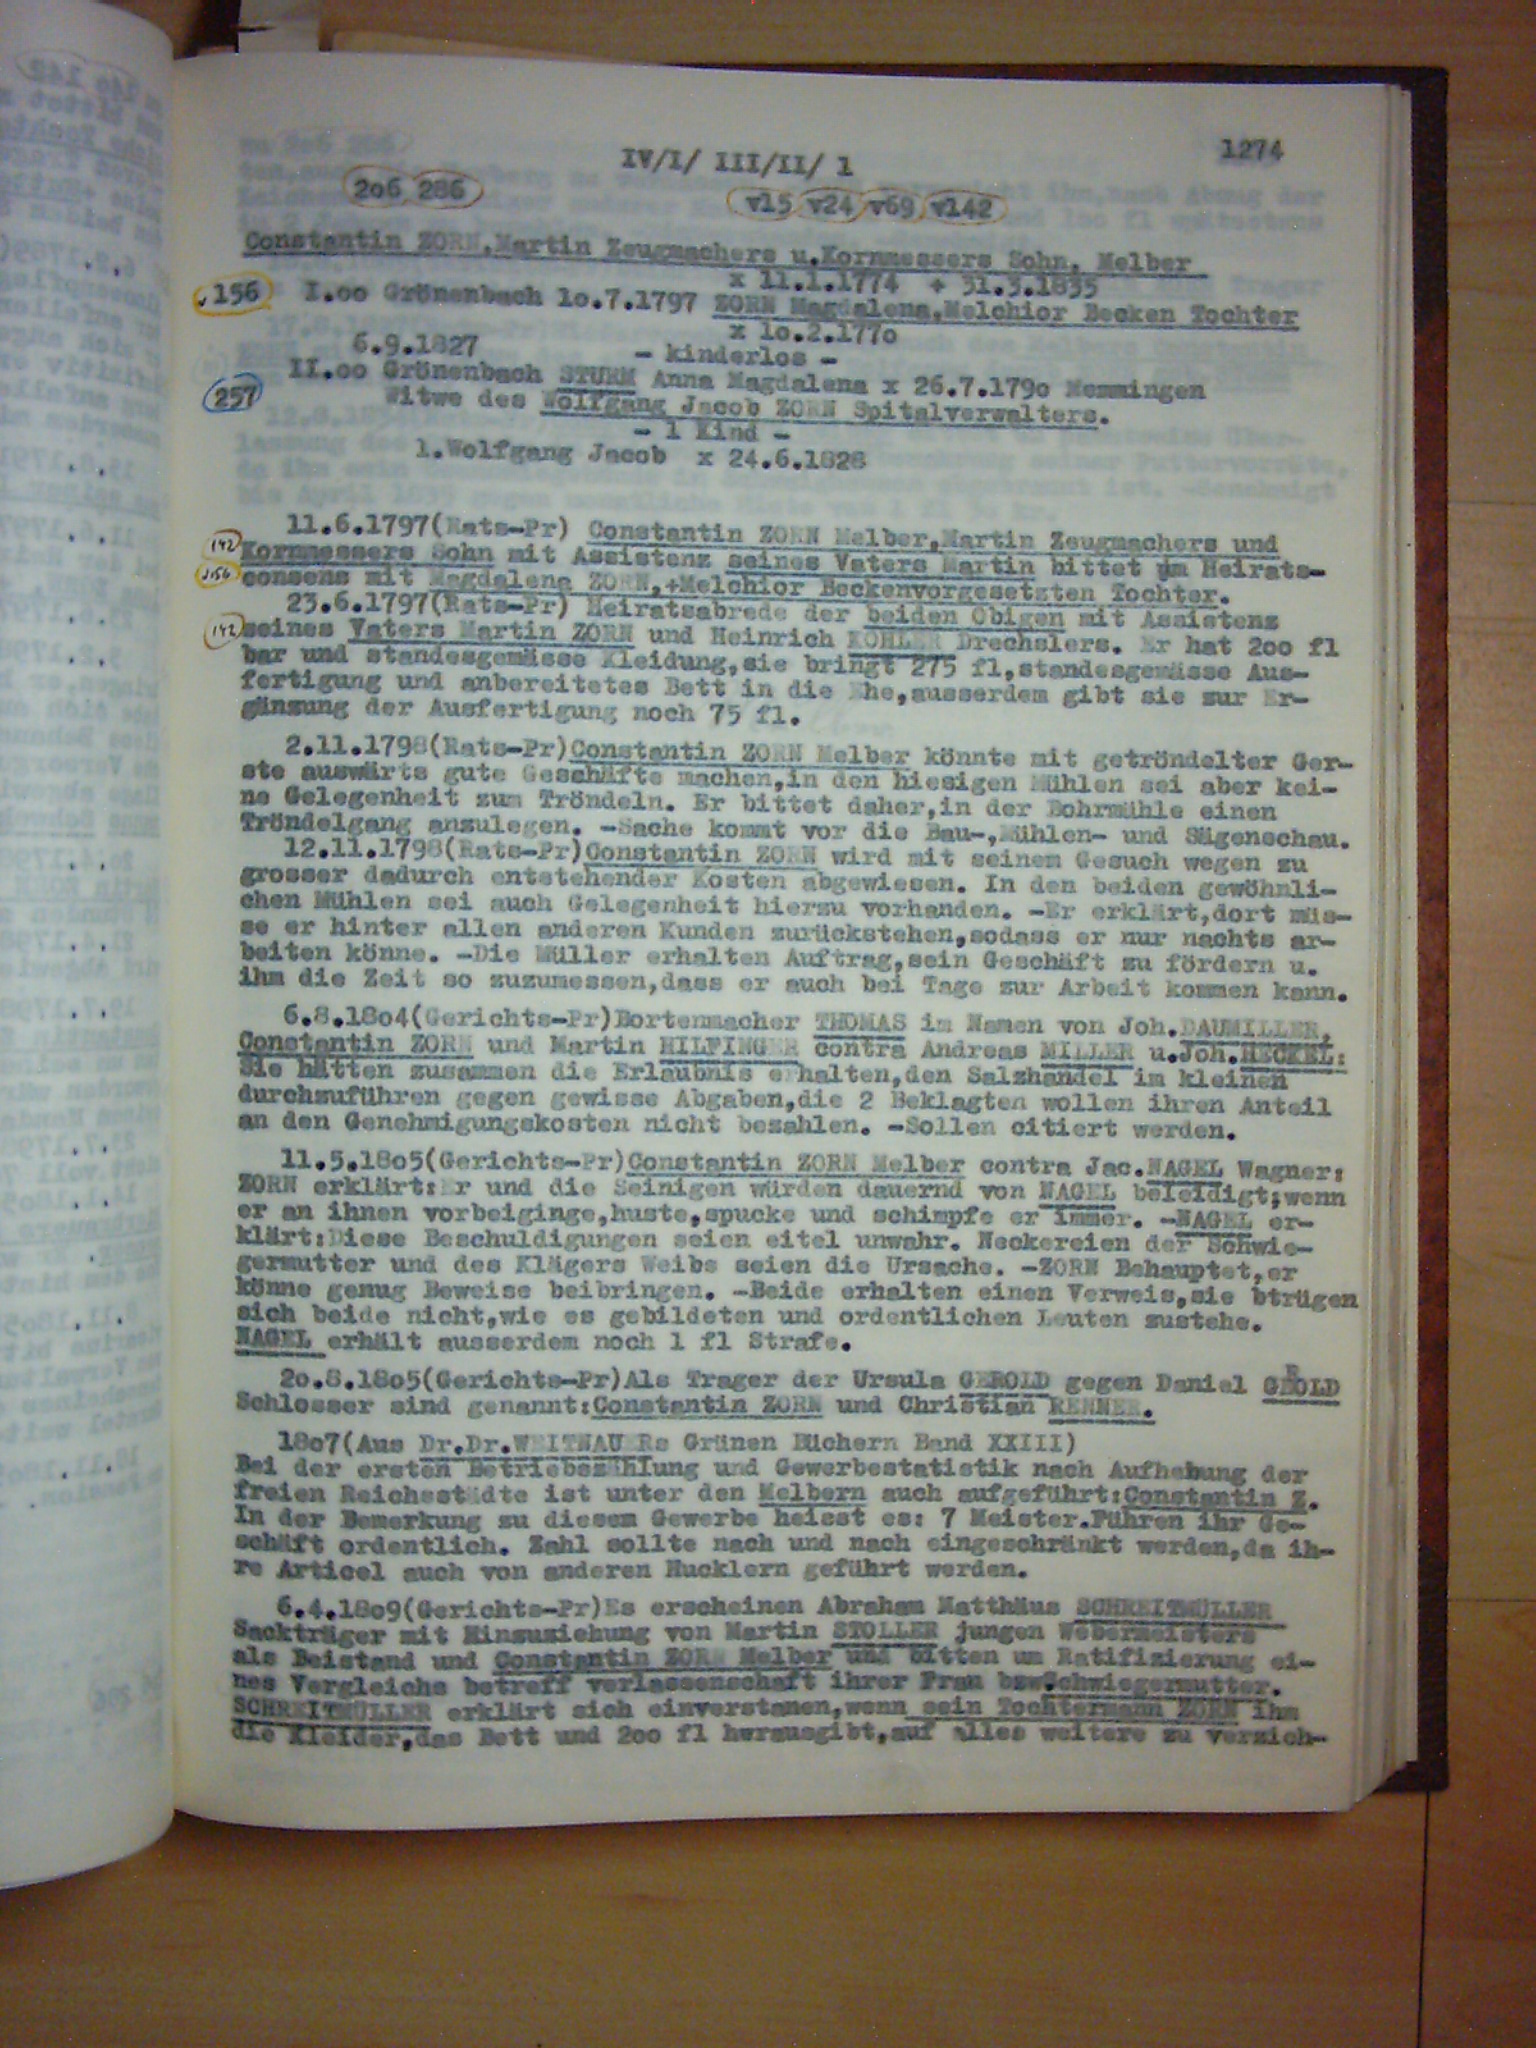 1274
IV/I/ III/II/ 1
2o6 286 v15 v24 v69 v142
Constantin ZORN,Martin Zeugmachers u.Kornmessers Sohn, Melber
x 11.1.1774 + 31.3.1835
156 I.oo Grönenbach 1o.7.1797 ZORN Magdalena,Melchior Becken Tochter
x 1o.2.177o
6.9.1827 - kinderlos -
II.oo Grönenbach STURM Anna Magdalena x 26.7.179o Memmingen
257 Witwe des Wolfgang Jacob ZORN Spitalverwalters.
- 1 Kind -
1.Wolfgang Jacob x 24.6.1828
11.6.1797(Rats-Pr) Constantin ZORN Melber,Martin Zeugmachers und
142 Kornmessers Sohn mit Assistenz seines Vaters Martin bittet um Heirats-
156 consens mit Magdalena ZORN,+Melchior Beckenvorgesetzten Tochter.
23.6.1797(Rats-Pr) Heiratsabrede der beiden Obigen mit Assistenz
142 seines Vaters Martin ZORN und Heinrich KOHLER Drechslers. Er hat 2oo fl
bar und standesgemässe Kleidung,sie bringt 275 fl,standesgemässe Aus-
fertigung und anbereitetes Bett in die Ehe,ausserdem gibt sie zur Er-
gänzung der Ausfertigung noch 75 fl.
2.11.1798(Rats-Pr)Constantin ZORN Melber könnte mit getröndelter Ger-
ste auswärts gute Geschäfte machen,in den hiesigen Mühlen sei aber kei-
ne Gelegenheit zum Tröndeln. Er bittet daher,in der Bohrmühle einen
Tröndelgang anzulegen. -Sache kommt vor die Bau-,Mühlen- und Sägenschau.
12.11.1798(Rats-Pr)Constantin ZORN wird mit seinem Gesuch wegen zu
grosser dadurch entstehender Kosten abgewiesen. In den beiden gewöhnli-
chen Mühlen sei auch Gelegenheit hierzu vorhanden. -Er erklärt,dort müs-
se er hinter allen anderen Kunden zurückstehen,sodass er nur nachts ar-
beiten könne. -Die Müller erhalten Auftrag,sein Geschäft zu fördern u.
ihm die Zeit so zuzumessen,dass er auch bei Tage zur Arbeit kommen kann.
6.8.18o4(Gerichts-Pr)Bortenmacher THOMAS im Namen von Joh.DAUMILLER,
Constantin ZORN und Martin HILFINGER contra Andreas MILLER u.Joh.HECKEL:
Sie hätten zusammen die Erlaubnis erhalten,den Salzhandel im kleinen
durchzuführen gegen gewisse Abgaben,die 2 Beklagten wollen ihren Anteil
an den Genehmigungskosten nicht bezahlen. -Sollen citiert werden.
11.5.18o5(Gerichts-Pr)Constantin ZORN Melber contra Jac.NAGEL Wagner:
ZORN erklärt:Er und die Seinigen würden dauernd von NAGEL beleidigt;wenn
er an ihnen vorbeiginge,huste,spucke und schimpfe er immer. -NAGEL er-
klärt:Diese Beschuldigungen seien eitel unwahr. Neckereien der Schwie-
germutter und des Klägers Weibs seien die Ursache. -ZORN Behauptet,er
könne genug Beweise beibringen. -Beide erhalten einen Verweis,sie btrügen
sich beide nicht,wie es gebildeten und ordentlichen Leuten zustehe.
NAGEL erhält ausserdem noch 1 fl Strafe.
2o.8.18o5(Gerichts-Pr)Als Trager der Ursula GEROLD gegen Daniel GEROLD
Schlosser sind genannt:Constantin ZORN und Christian RENNER.
18o7(Aus Dr.Dr.WEITNAUERs Grünen Büchern Band XXIII)
Bei der ersten Betriebszählung und Gewerbestatistik nach Aufhebung der
freien Reichsstädte ist unter den Melbern auch aufgeführt:Constantin Z.
In der Bemerkung zu diesem Gewerbe heisst es: 7 Meister.Führen ihr Ge-
schäft ordentlich. Zahl sollte nach und nach eingeschränkt werden,da ih-
re Articel auch von anderen Hucklern geführt werden.
6.4.18o9(Gerichts-Pr)Es erscheinen Abraham Matthäus SCHREITMÜLLER
Sackträger mit Hinzuziehung von Martin STOLLER jungen Webermeisters
als Beistand und Constantin ZORN Melber und bitten um Ratifizierung ei-
nes Vergleichs betreff verlassenschaft ihrer Frau bzw.Schwiegermutter.
SCHREITMÜLLER erklärt sich einverstanen,wenn sein Tochtermann ZORN ihm
die Kleider,das Bett und 2oo fl herausgibt,auf alles weitere zu verzich-